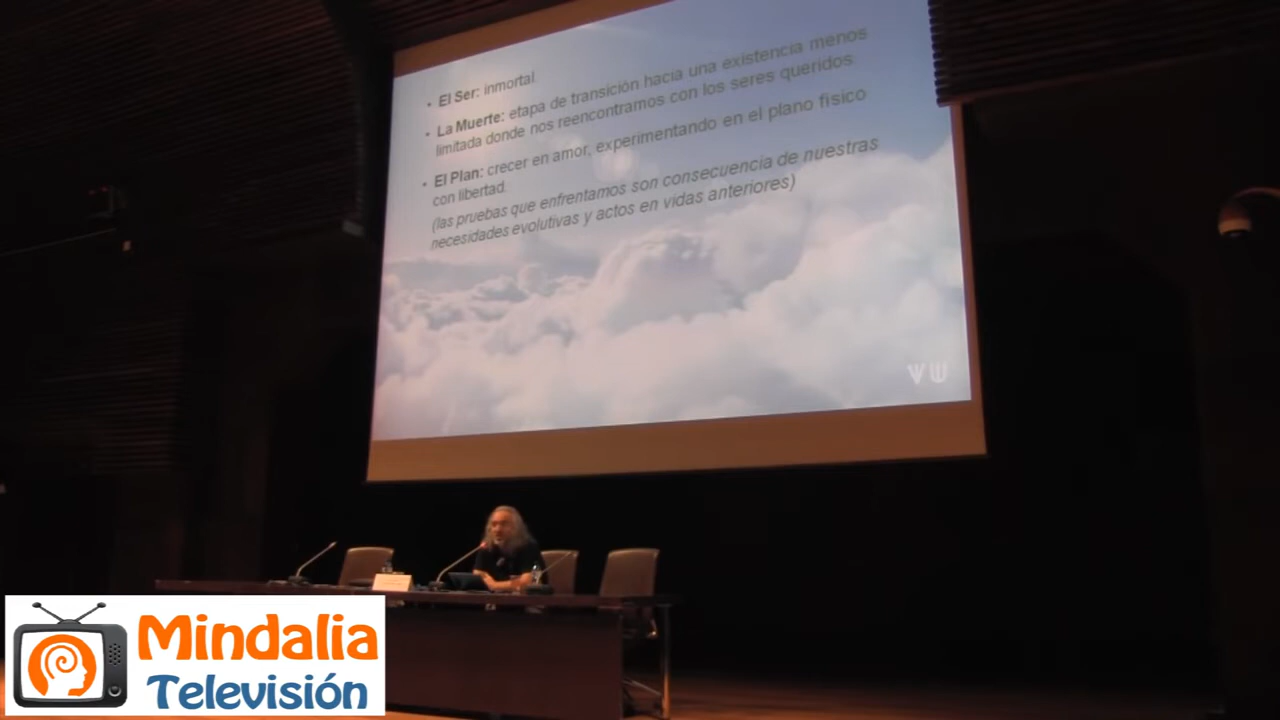 • El Ser: inmortal.
• La Muerte: etapa de transición hacia una existencia menos
limitada donde nos reencontramos con los seres queridos.
• El Plan: crecer en amor, experimentando en el plano físico
con libertad.
(las pruebas que enfrentamos son consecuencia de nuestras
necesidades evolutivas y actos en vidas anteriores)
VW
Mindalia
Televisión